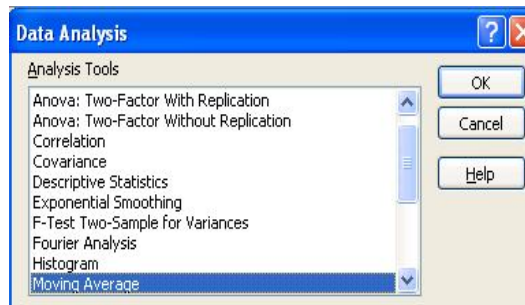 Data Analysis
Analysis Tools
Anova: Two-Factor With Replication
Anova: Two-Factor Without Replication
Correlation
Covariance
Descriptive Statistics
Exponential Smoothing
F-Test Two-Sample for Variances
Fourier Analysis
Histogram
Moving Average
OK
Cancel
Help